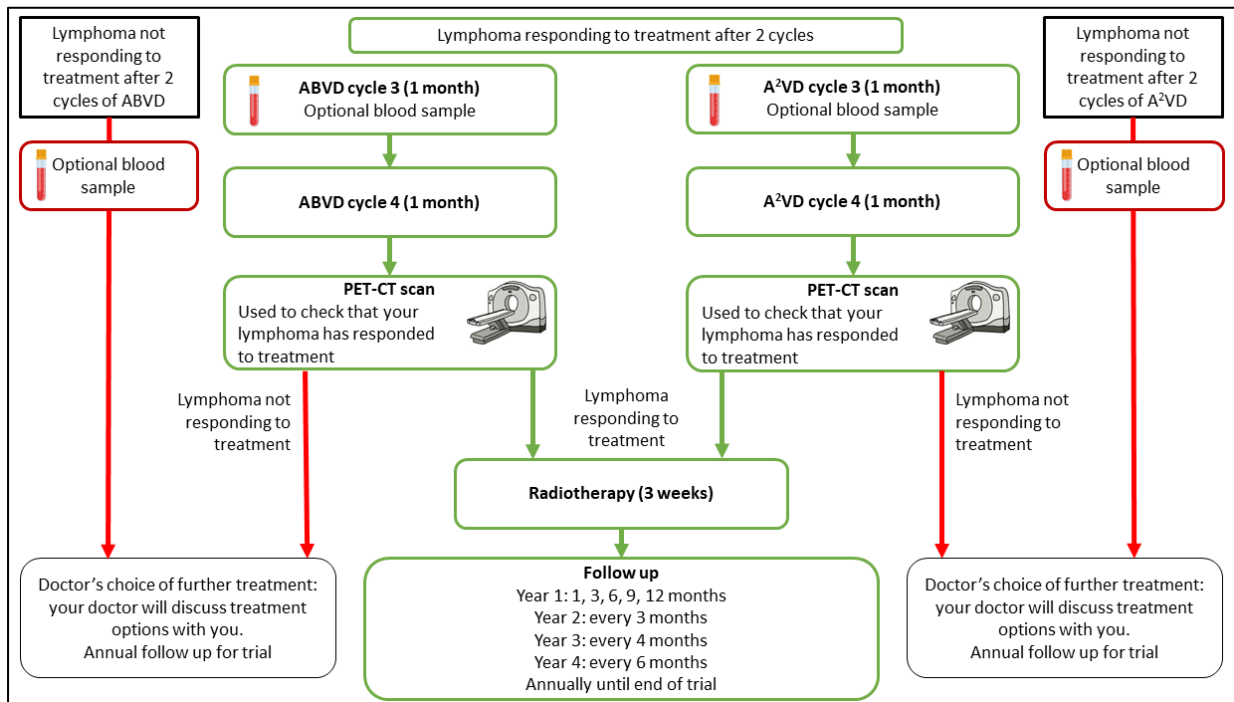 Lymphoma not
responding to
treatment after 2
cycles of ABVD
Optional blood
sample
Lymphoma responding to treatment after 2 cycles
ABVD cycle 3 (1 month)
Optional blood sample
A²VD cycle 3 (1 month)
Optional blood sample
Lymphoma not
responding to
treatment after 2
cycles of A²VD
Optional blood
sample
ABVD cycle 4 (1 month)
A²VD cycle 4 (1 month)
PET-CT scan
Used to check that your
lymphoma has responded
to treatment
PET-CT scan
Used to check that your
lymphoma has responded
to treatment
Lymphoma not
responding to
treatment
Lymphoma
responding to
treatment
Lymphoma not
responding to
treatment
Radiotherapy (3 weeks)
Doctor’s choice of further treatment:
your doctor will discuss treatment
options with you.
Annual follow up for trial
Follow up
Year 1: 1, 3, 6, 9, 12 months
Year 2: every 3 months
Year 3: every 4 months
Year 4: every 6 months
Annually until end of trial
Doctor’s choice of further treatment:
your doctor will discuss treatment
options with you.
Annual follow up for trial